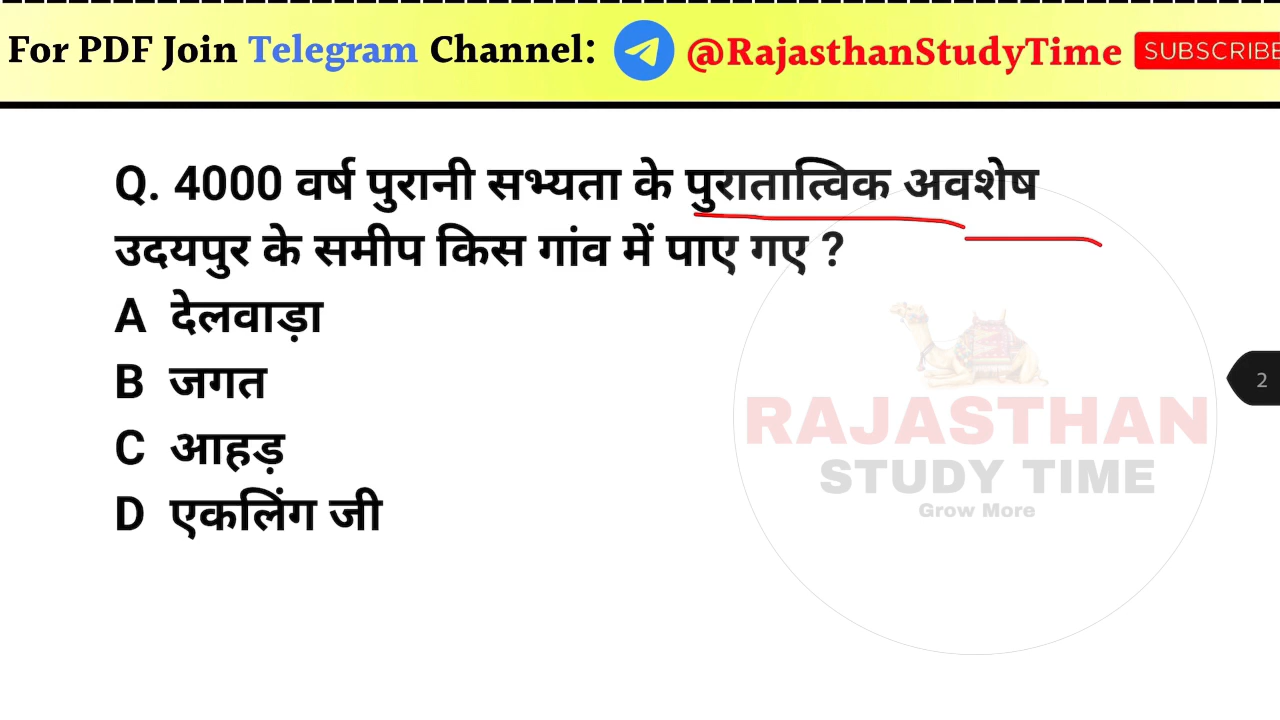 For PDF Join Telegram Channel: @RajasthanStudyTime SUBSCRIBE
Q. 4000 वर्ष पुरानी सभ्यता के पुरातात्विक अवशेष
उदयपुर के समीप किस गांव में पाए गए ?
A देलवाड़ा
B जगत
C आहड़
D एकलिंग जी
RAJASTHAN
STUDY TIME
Grow More
2